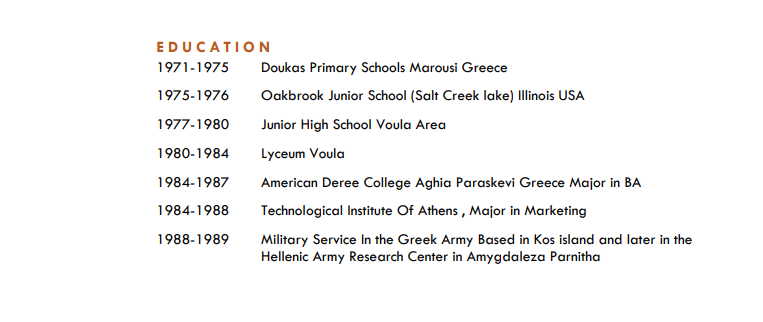 EDUCATION
1971-1975 Doukas Primary Schools Marousi Greece
1975-1976 Oakbrook Junior School (Salt Creek lake) Illinois USA
1977-1980 Junior High School Voula Area
1980-1984 Lyceum Voula
1984-1987 American Deree College Aghia Paraskevi Greece Major in BA
1984-1988 Technological Institute Of Athens , Major in Marketing
1988-1989 Military Service In the Greek Army Based in Kos island and later in the
Hellenic Army Research Center in Amygdaleza Parnitha